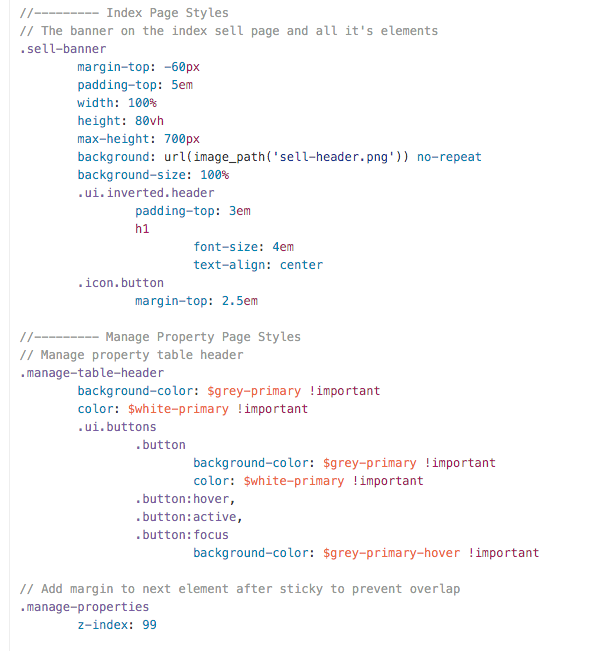 //--------- Index Page Styles
// The banner on the index sell page and all it's elements
.sell-banner
        margin-top: -60px
        padding-top: 5em
        width: 100%
        height: 80vh
        max-height: 700px
        background: url(image_path('sell-header.png')) no-repeat
        background-size: 100%
        .ui.inverted.header
                padding-top: 3em
                h1
                        font-size: 4em
                        text-align: center
        .icon.button
                margin-top: 2.5em

//--------- Manage Property Page Styles
// Manage property table header
.manage-table-header
        background-color: $grey-primary !important
        color: $white-primary !important
        .ui.buttons
                .button
                        background-color: $grey-primary !important
                        color: $white-primary !important
                .button:hover,
                .button:active,
                .button:focus
                        background-color: $grey-primary-hover !important

// Add margin to next element after sticky to prevent overlap
.manage-properties
        z-index: 99